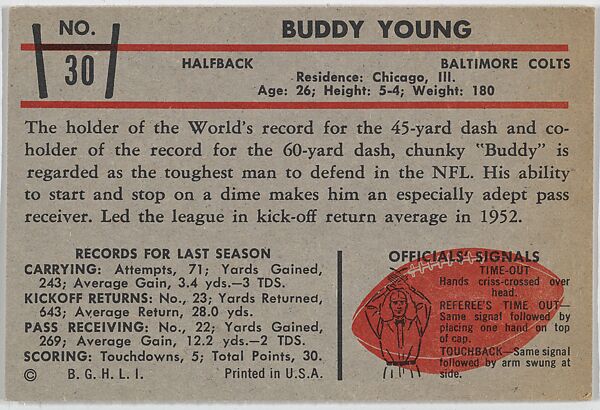 NO.
30
BUDDY YOUNG
HALFBACK
BALTIMORE COLTS
Residence: Chicago, Ill.
Age: 26; Height: 5-4; Weight: 180
The holder of the World's record for the 45-yard dash and co-
holder of the record for the 60-yard dash, chunky "Buddy" is
regarded as the toughest man to defend in the NFL. His ability
to start and stop on a dime makes him an especially adept pass
receiver. Led the league in kick-off return average in 1952.
RECORDS FOR LAST SEASON
CARRYING: Attempts, 71; Yards Gained,
243; Average Gain, 3.4 yds.—3 TDS.
KICKOFF RETURNS: No., 23; Yards Returned,
643; Average Return, 28.0 yds.
PASS RECEIVING: No., 22; Yards Gained,
269; Average Gain, 12.2 yds.—2 TDS.
SCORING: Touchdowns, 5; Total Points, 30.
© B. G. H. L. I. Printed in U.S.A.
OFFICIALS' SIGNALS
TIME-OUT
Hands criss-crossed over
head.
REFEREE'S TIME OUT—
Same signal followed by
placing one hand on top
of cap.
TOUCHBACK—Same signal
followed by arm swung at
side.